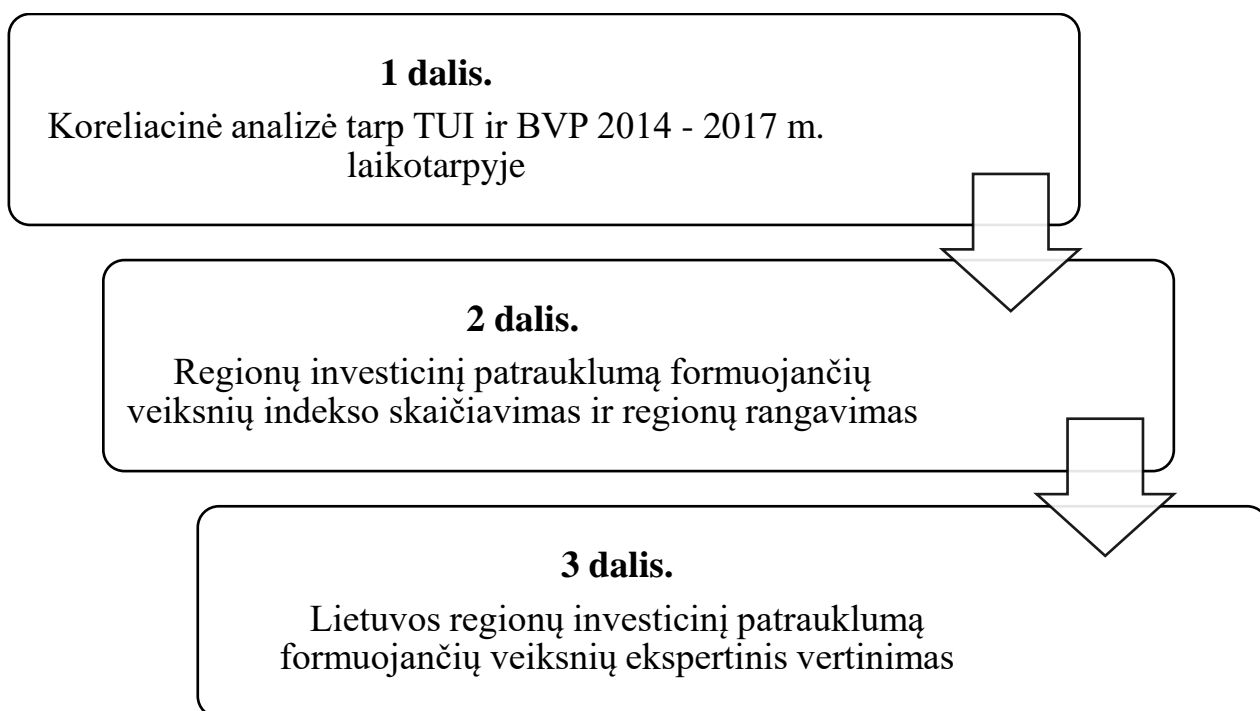 1 dalis.
Koreliacinė analizė tarp TUI ir BVP 2014 - 2017 m.
laikotarpyje
2 dalis.
Regionų investicinį patrauklumą formuojančių
veiksnių indekso skaičiavimas ir regionų rangavimas
3 dalis.
Lietuvos regionų investicinį patrauklumą
formuojančių veiksnių ekspertinis vertinimas